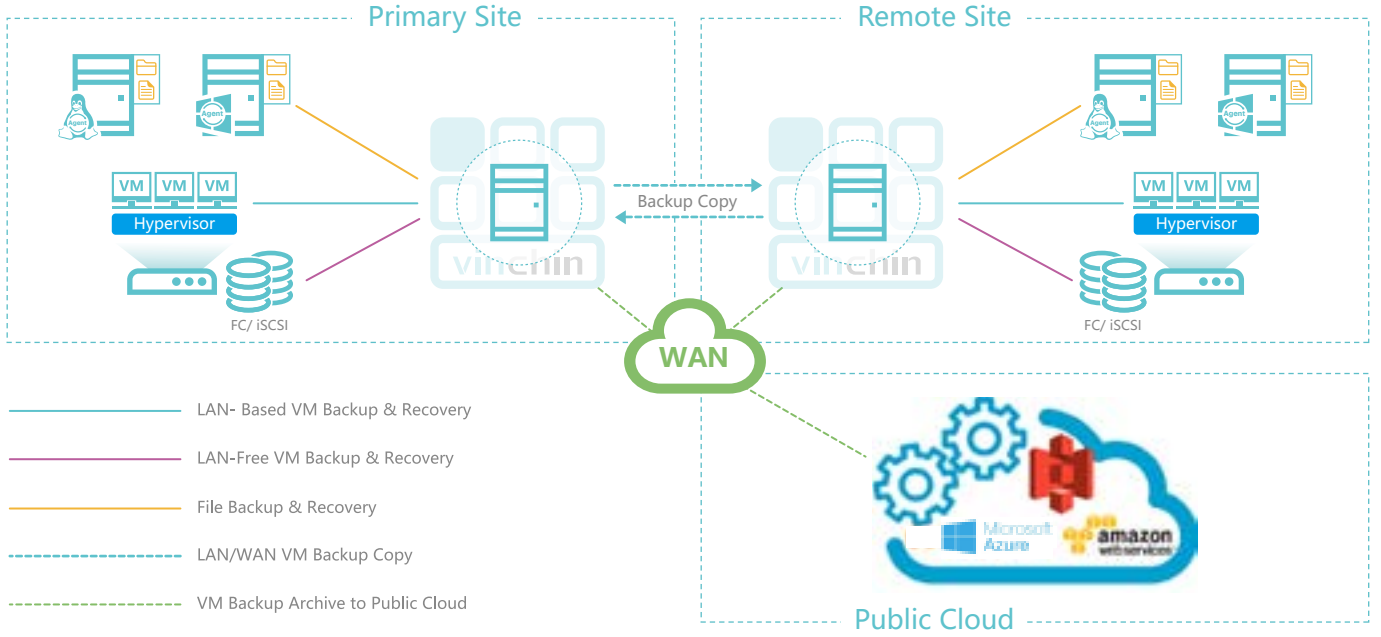 Primary Site
Remote Site
Agent
Agent
Agent
Agent
VM VM VM
Hypervisor
FC/ iSCSI
vinchin
Backup Copy
vinchin
VM VM VM
Hypervisor
FC/ iSCSI
WAN
LAN- Based VM Backup & Recovery
LAN-Free VM Backup & Recovery
File Backup & Recovery
LAN/WAN VM Backup Copy
VM Backup Archive to Public Cloud
Microsoft
Azure
amazon
webservices
Public Cloud